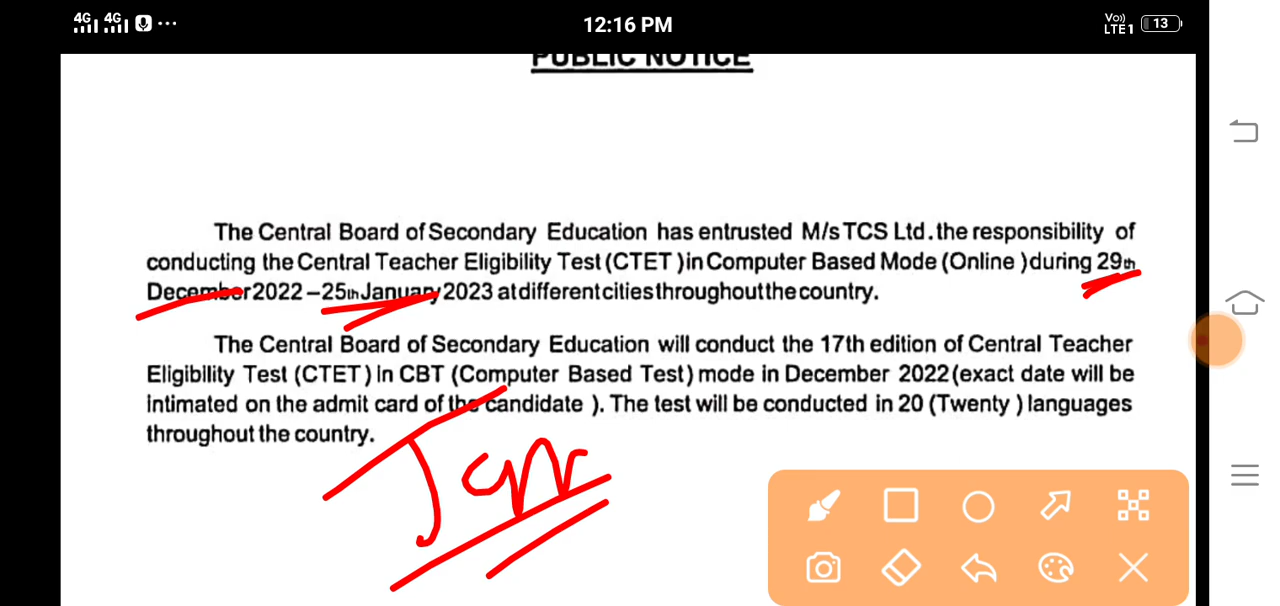 4G 4G 12:16 PM Vo)) LTE 1 13
PUBLIC NOTICE
The Central Board of Secondary Education has entrusted M/s TCS Ltd. the responsibility of
conducting the Central Teacher Eligibility Test (CTET ) in Computer Based Mode (Online ) during 29th
December 2022 – 25th January 2023 at different cities throughout the country.
The Central Board of Secondary Education will conduct the 17th edition of Central Teacher
Eligibility Test (CTET) in CBT (Computer Based Test) mode in December 2022 (exact date will be
intimated on the admit card of the candidate ). The test will be conducted in 20 (Twenty ) languages
throughout the country.
Jan